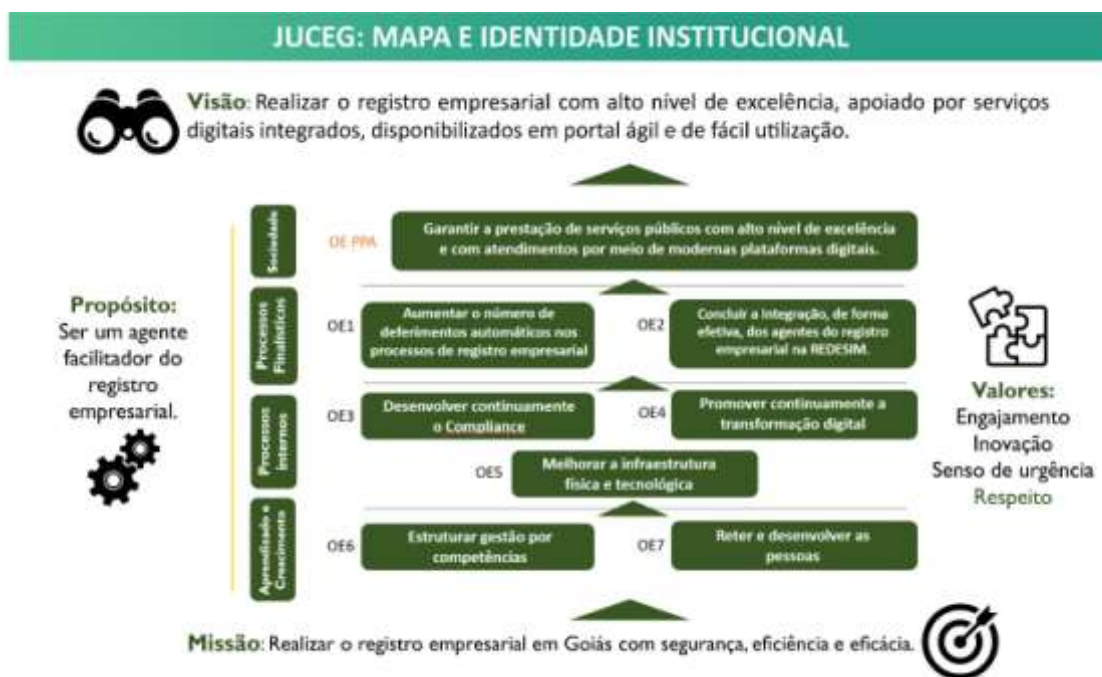 JUCEG: MAPA E IDENTIDADE INSTITUCIONAL
Visão: Realizar o registro empresarial com alto nível de excelência, apoiado por serviços
digitais integrados, disponibilizados em portal ágil e de fácil utilização.
Propósito:
Ser um agente
facilitador do
registro
empresarial.
Sociedade
OE PPA
Garantir a prestação de serviços públicos com alto nível de excelência
e com atendimentos por meio de modernas plataformas digitais.
Processos
Finalísticos
OE1
Aumentar o número de
deferimentos automáticos nos
processos de registro empresarial
OE2
Concluir a integração, de forma
efetiva, dos agentes do registro
empresarial na REDESIM.
Processos
Internos
OE3
Desenvolver continuamente
o Compliance
OE4
Promover continuamente a
transformação digital
OE5
Melhorar a infraestrutura
física e tecnológica
Aprendizado e
Crescimento
OE6
Estruturar gestão por
competências
OE7
Reter e desenvolver as
pessoas
Valores:
Engajamento
Inovação
Senso de urgência
Respeito
Missão: Realizar o registro empresarial em Goiás com segurança, eficiência e eficácia.